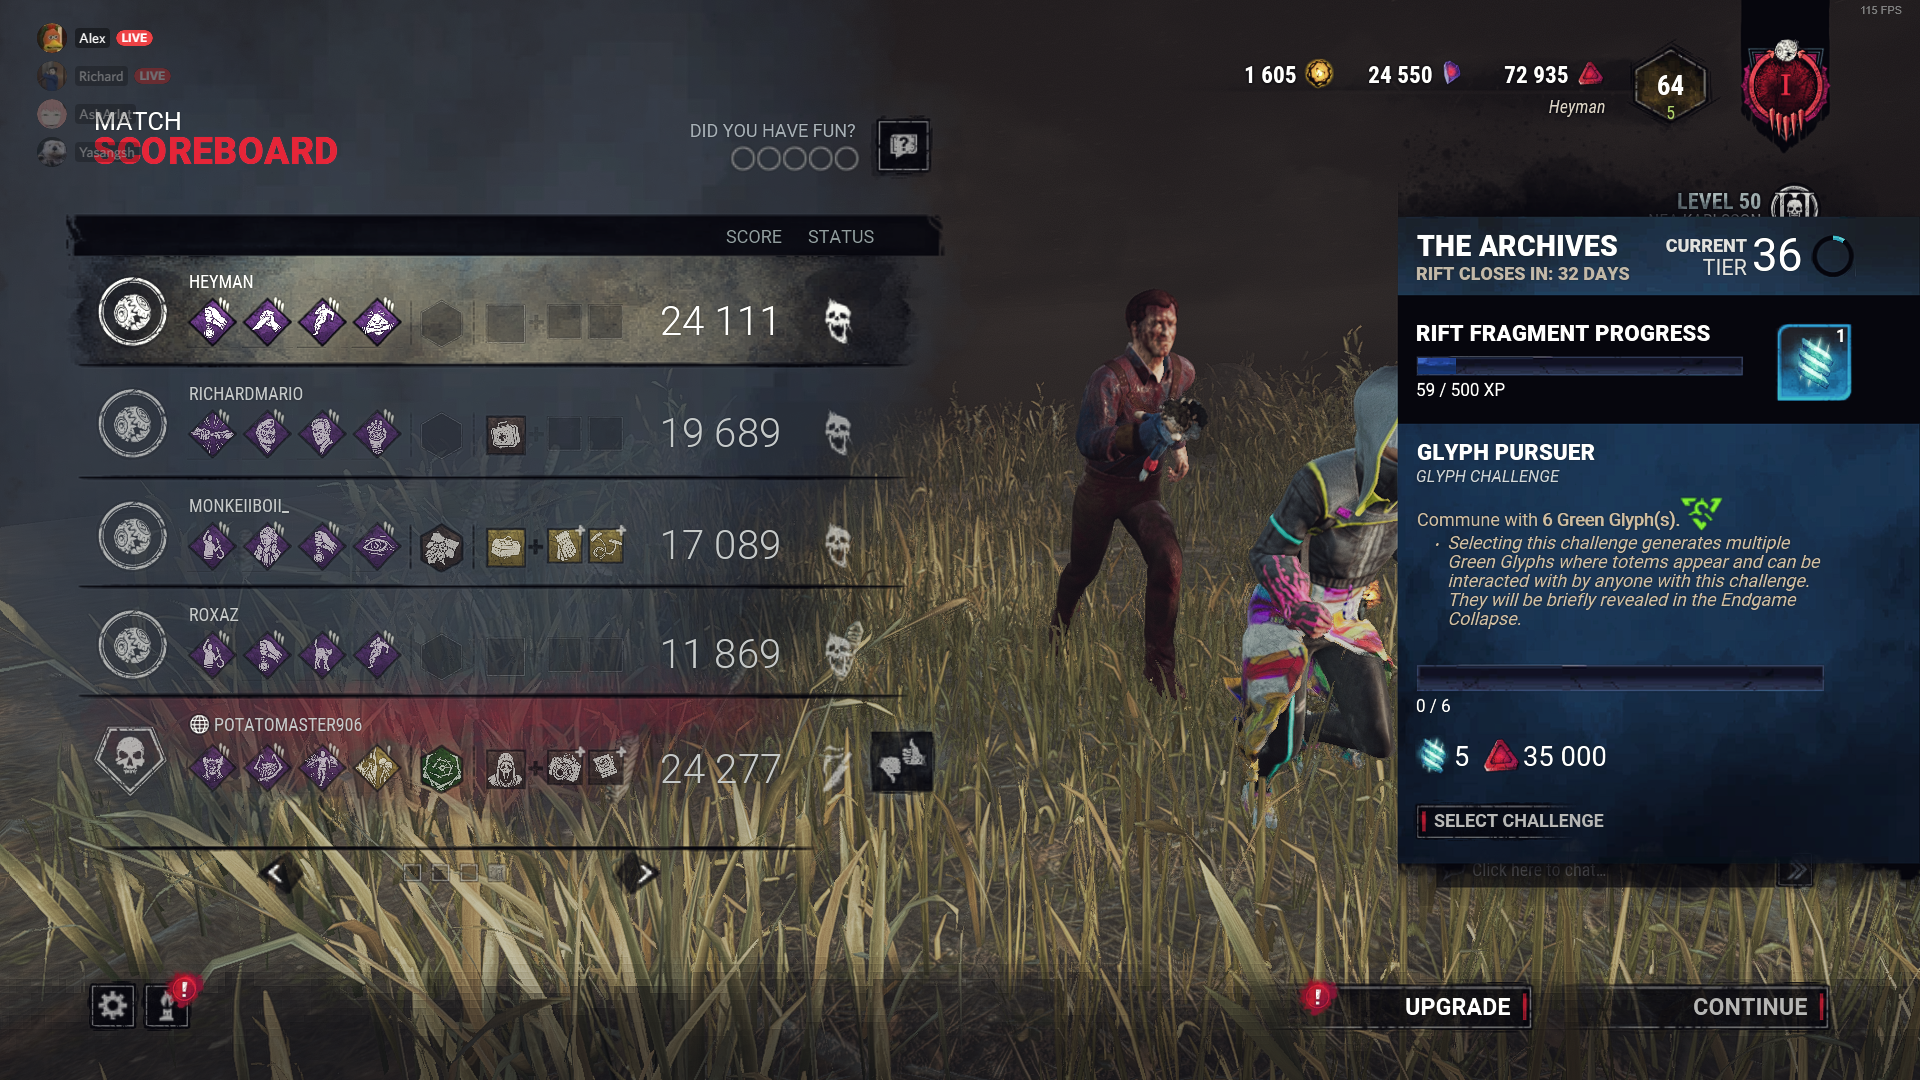 115 FPS
Alex LIVE
Richard LIVE
Yasangsh
MATCH
SCOREBOARD
DID YOU HAVE FUN?
1 605
24 550
72 935
Heyman
64
5
I
LEVEL 50
SCORE STATUS
HEYMAN
24 111
RICHARDMARIO
19 689
MONKEIIBOII_
17 089
ROXAZ
11 869
POTATOMASTER906
24 277
THE ARCHIVES
RIFT CLOSES IN: 32 DAYS
CURRENT
TIER 36
RIFT FRAGMENT PROGRESS
1
59 / 500 XP
GLYPH PURSUER
GLYPH CHALLENGE
Commune with 6 Green Glyph(s).
· Selecting this challenge generates multiple
Green Glyphs where totems appear and can be
interacted with by anyone with this challenge.
They will be briefly revealed in the Endgame
Collapse.
0 / 6
5 35 000
SELECT CHALLENGE
Click here to chat...
UPGRADE
CONTINUE